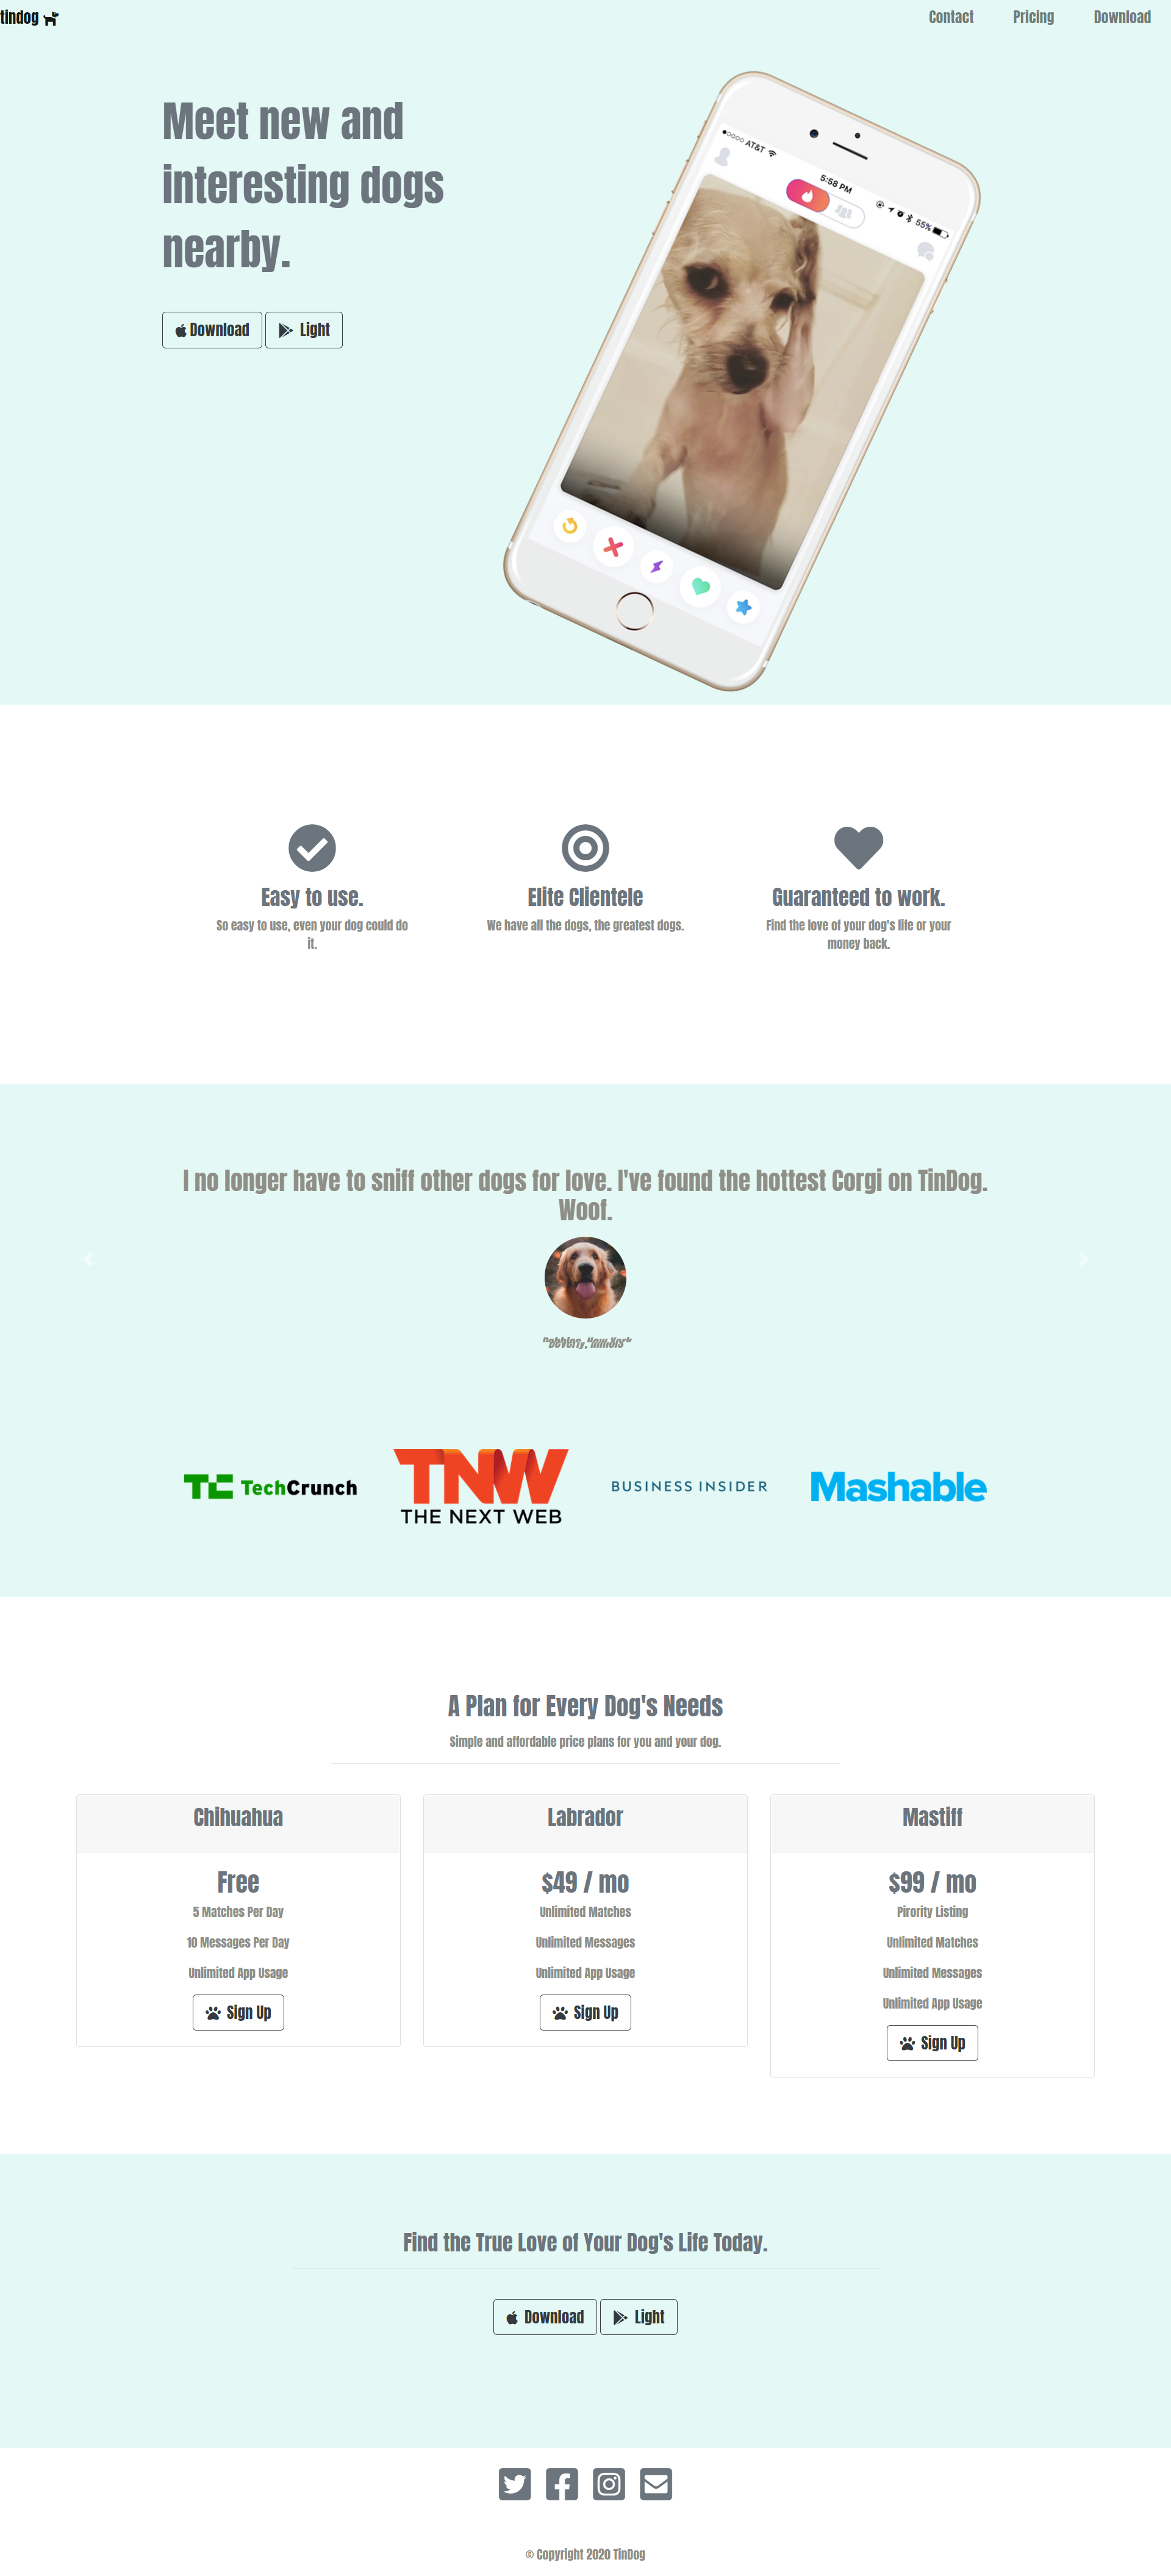 tindog
Contact Pricing Download
Meet new and
interesting dogs
nearby.
Download Light
AT&T 5:58 PM 55%
Easy to use.
So easy to use, even your dog could do
it.
Elite Clientele
We have all the dogs, the greatest dogs.
Guaranteed to work.
Find the love of your dog's life or your
money back.
I no longer have to sniff other dogs for love. I've found the hottest Corgi on TinDog.
Woof.
TC TechCrunch
TNW
THE NEXT WEB
BUSINESS INSIDER
Mashable
A Plan for Every Dog's Needs
Simple and affordable price plans for you and your dog.
Chihuahua
Free
5 Matches Per Day
10 Messages Per Day
Unlimited App Usage
Sign Up
Labrador
$49 / mo
Unlimited Matches
Unlimited Messages
Unlimited App Usage
Sign Up
Mastiff
$99 / mo
Pirority Listing
Unlimited Matches
Unlimited Messages
Unlimited App Usage
Sign Up
Find the True Love of Your Dog's Life Today.
Download Light
© Copyright 2020 TinDog